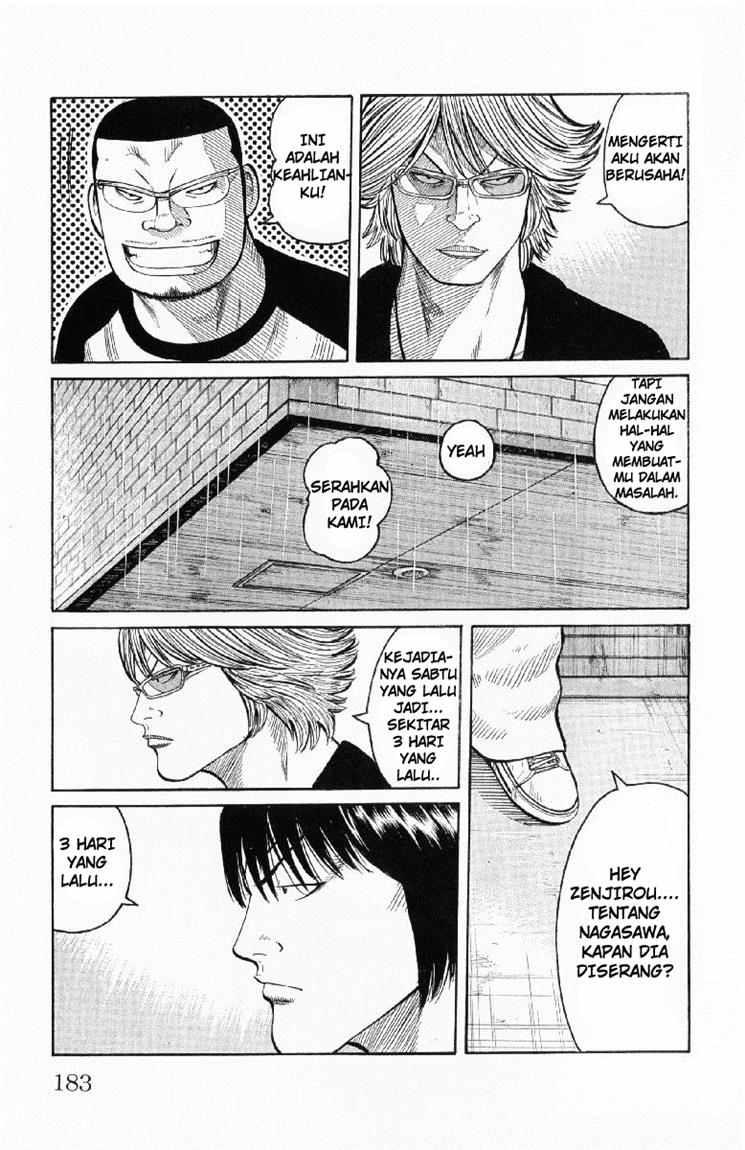 MENGERTI
AKU AKAN
BERUSAHA!
INI
ADALAH
KEAHLIAN-
KU!
TAPI
JANGAN
MELAKUKAN
HAL-HAL
YANG
MEMBUAT-
MU DALAM
MASALAH.
YEAH
SERAHKAN
PADA
KAMI!
HEY
ZENJIROU....
TENTANG
NAGASAWA,
KAPAN DIA
DISERANG?
KEJADIA-
NYA SABTU
YANG LALU
JADI...
SEKITAR
3 HARI
YANG
LALU..
3 HARI
YANG
LALU...
183